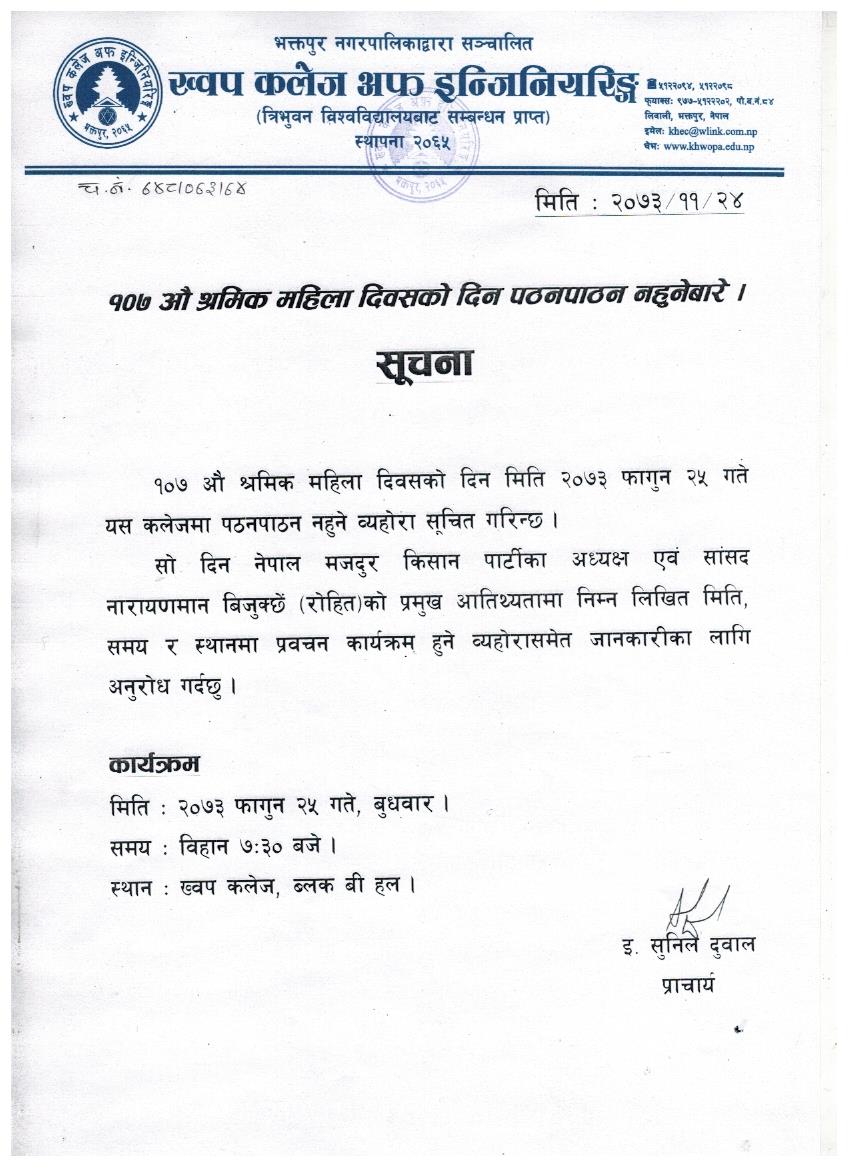 भक्तपुर नगरपालिकाद्वारा सञ्चालित
ख्वप कलेज अफ इन्जिनियरिङ्ग
(त्रिभुवन विश्वविद्यालयबाट सम्बन्धन प्राप्त)
स्थापना २०६५
ख्वप कलेज अफ इन्जिनियरिङ्ग
भक्तपुर, २०६५
☎५१२२०९४, ५१२२०९८
फ्याक्सः ९७७-५१२२२०२, पो.ब.नं.८४
लिवाली, भक्तपुर, नेपाल
इमेलः khec@wlink.com.np
वेभः www.khwopa.edu.np
च.नं. ६४८/०७३/७४
मिति : २०७३/११/२४
१०७ औ श्रमिक महिला दिवसको दिन पठनपाठन नहुनेबारे ।
सूचना
१०७ औ श्रमिक महिला दिवसको दिन मिति २०७३ फागुन २५ गते
यस कलेजमा पठनपाठन नहुने व्यहोरा सूचित गरिन्छ ।
सो दिन नेपाल मजदुर किसान पार्टीका अध्यक्ष एवं सांसद
नारायणमान बिजुक्छेँ (रोहित)को प्रमुख आतिथ्यतामा निम्न लिखित मिति,
समय र स्थानमा प्रवचन कार्यक्रम हुने व्यहोरासमेत जानकारीका लागि
अनुरोध गर्दछु ।
कार्यक्रम
मिति : २०७३ फागुन २५ गते, बुधवार ।
समय : विहान ७:३० बजे ।
स्थान : ख्वप कलेज, ब्लक बी हल ।
इ. सुनिल दुवाल
प्राचार्य